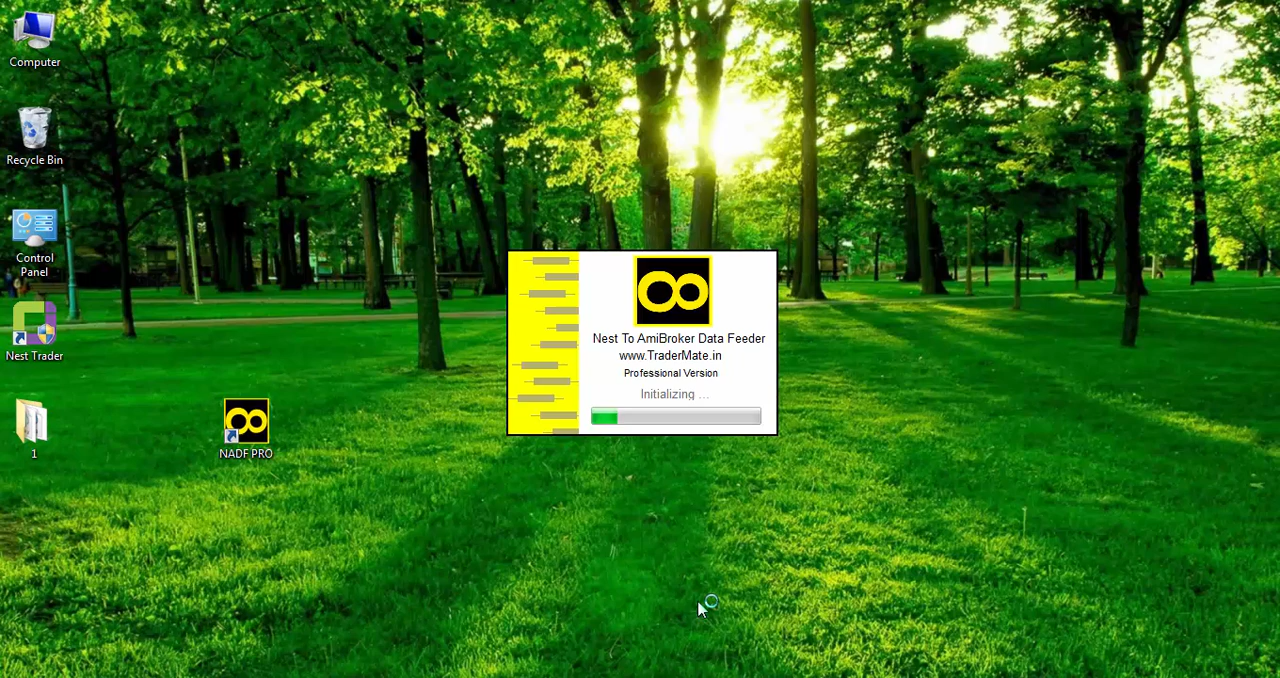 Computer
Recycle Bin
Control
Panel
Nest Trader
1
NADF PRO
Nest To AmiBroker Data Feeder
www.TraderMate.in
Professional Version
Initializing ...